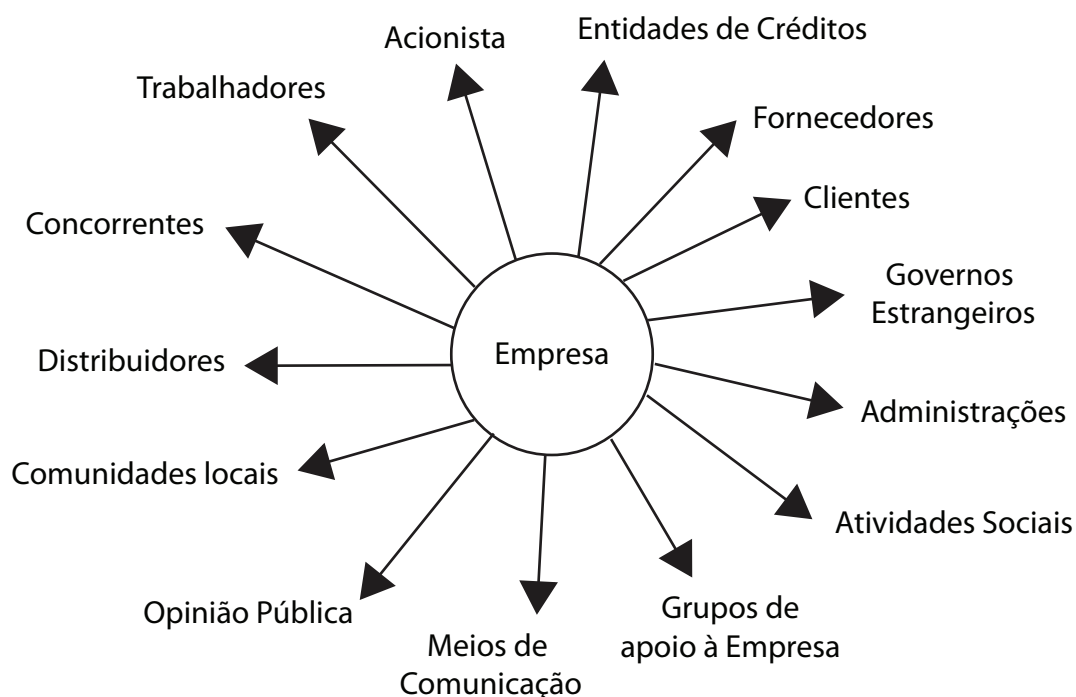 Entidades de Créditos
Acionista
Trabalhadores
Fornecedores
Clientes
Concorrentes
Governos
Estrangeiros
Empresa
Distribuidores
Administrações
Comunidades locais
Atividades Sociais
Opinião Pública
Grupos de
apoio à Empresa
Meios de
Comunicação